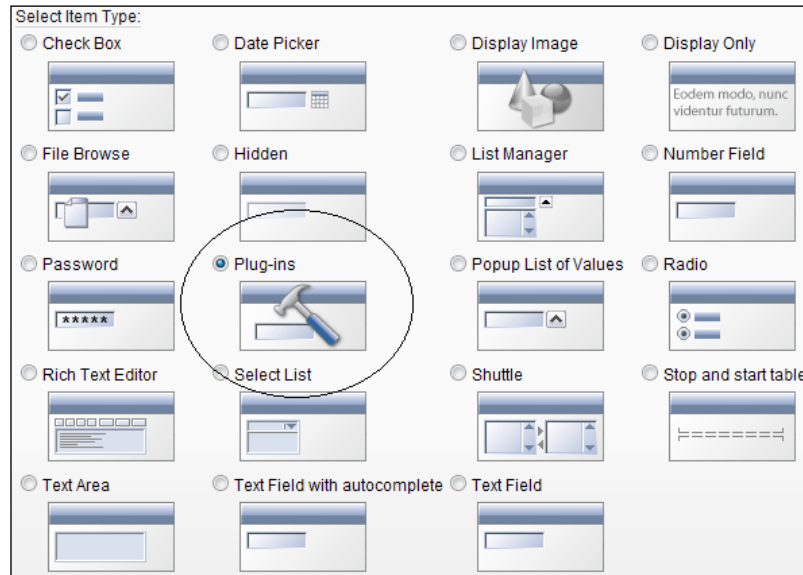 Select Item Type:
Check Box Date Picker Display Image Display Only
Eodem modo, nunc
videntur futurum.
File Browse Hidden List Manager Number Field
Password Plug-ins Popup List of Values Radio
*****
Rich Text Editor Select List Shuttle Stop and start table
Text Area Text Field with autocomplete Text Field